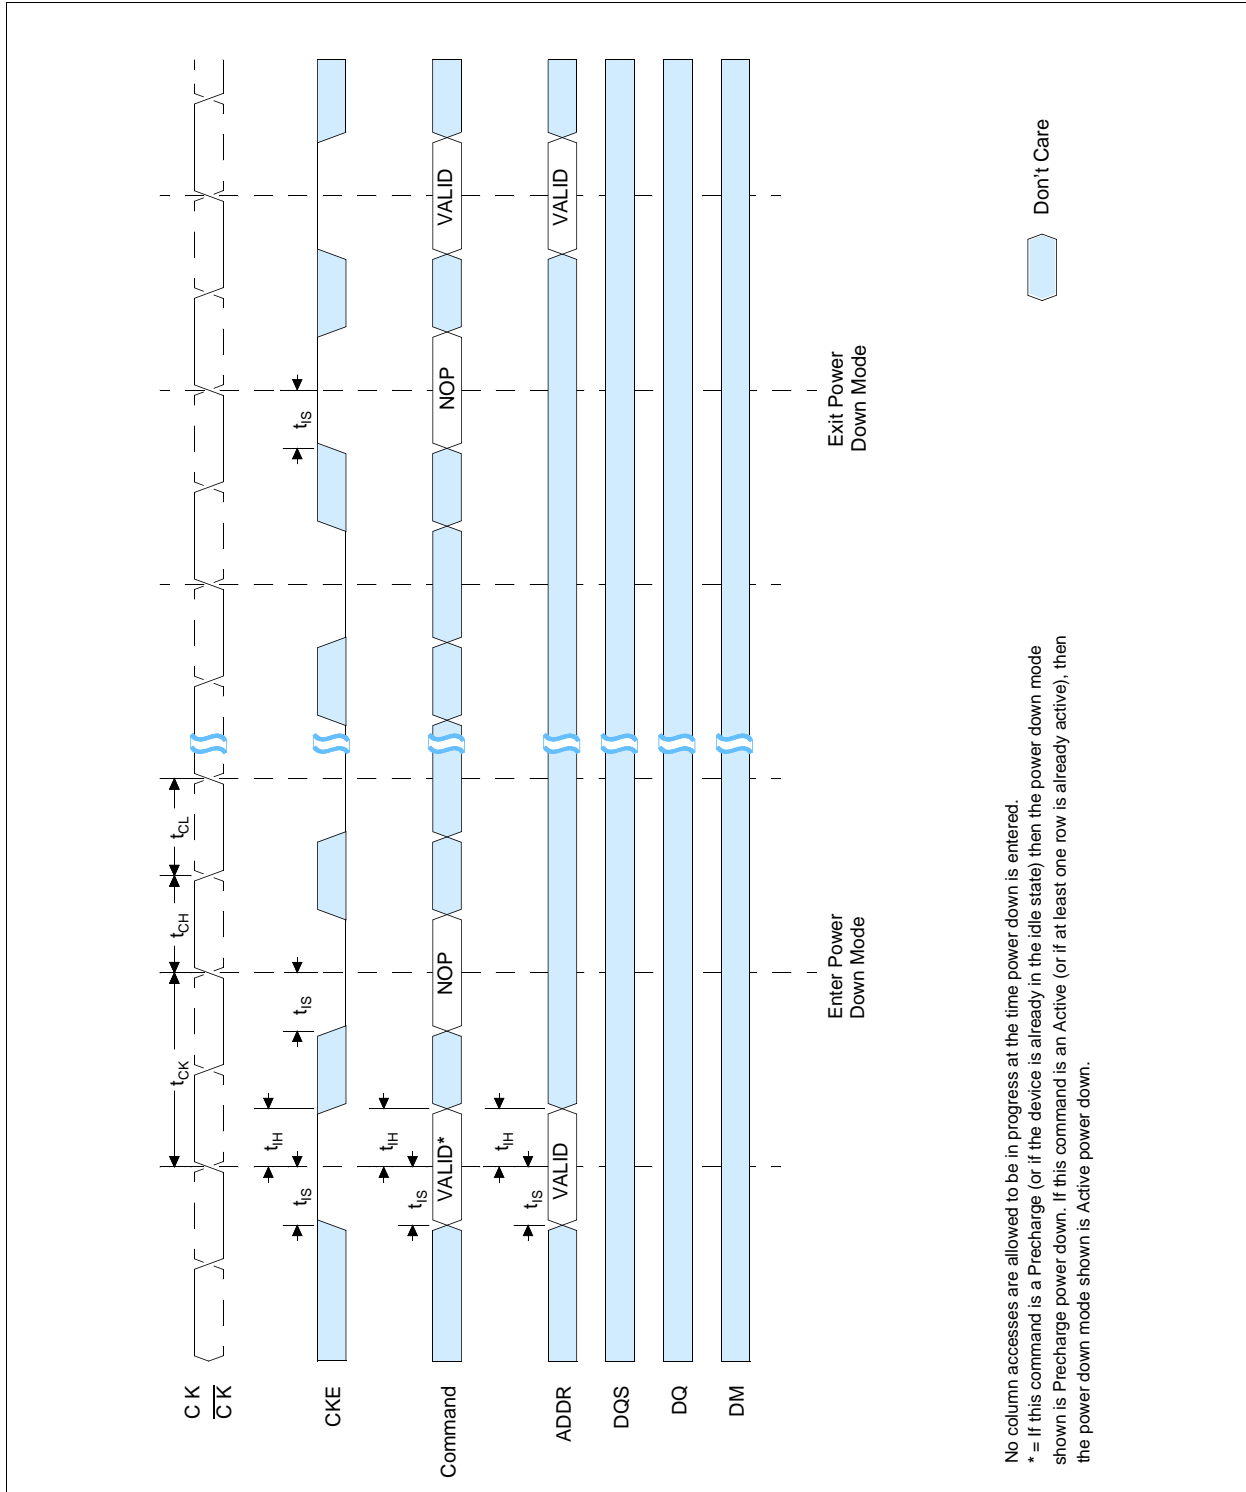 tCK
tCH
tCL
CK
CK
tIS
tIH
tIS
tIS
CKE
tIS
tIH
Command
VALID*
NOP
NOP
VALID
tIS
tIH
ADDR
VALID
VALID
DQS
DQ
DM
Enter Power
Down Mode
Exit Power
Down Mode
No column accesses are allowed to be in progress at the time power down is entered.
* = If this command is a Precharge (or if the device is already in the idle state) then the power down mode
shown is Precharge power down. If this command is an Active (or if at least one row is already active), then
the power down mode shown is Active power down.
Don't Care